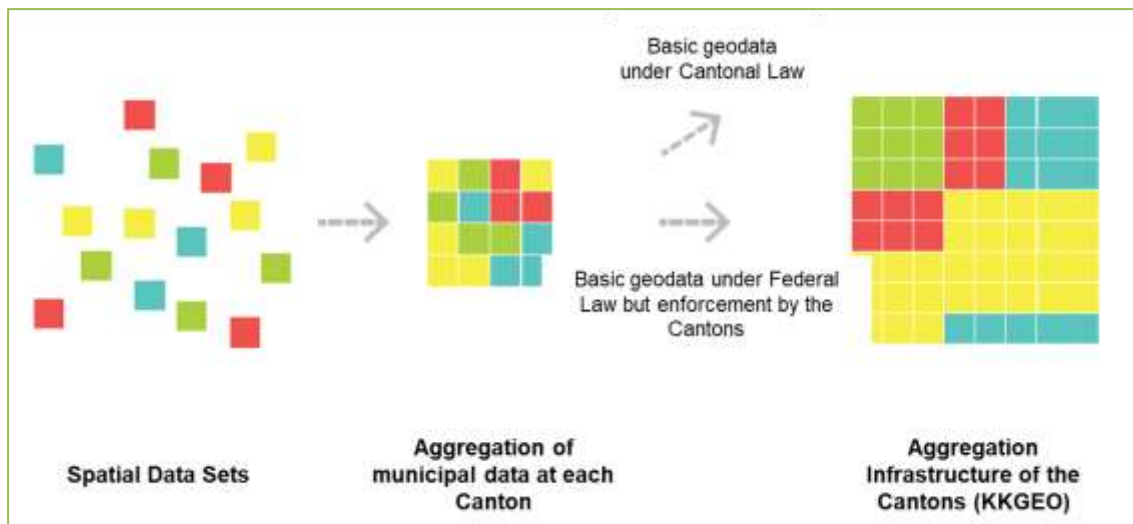 Basic geodata
under Cantonal Law
Basic geodata under Federal
Law but enforcement by the
Cantons
Spatial Data Sets
Aggregation of
municipal data at each
Canton
Aggregation
Infrastructure of the
Cantons (KKGEO)